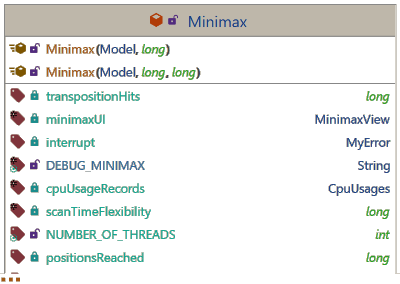 Minimax
Minimax(Model, long)
Minimax(Model, long, long)
transpositionHits long
minimaxUI MinimaxView
interrupt MyError
DEBUG_MINIMAX String
cpuUsageRecords CpuUsages
scanTimeFlexibility long
NUMBER_OF_THREADS int
positionsReached long